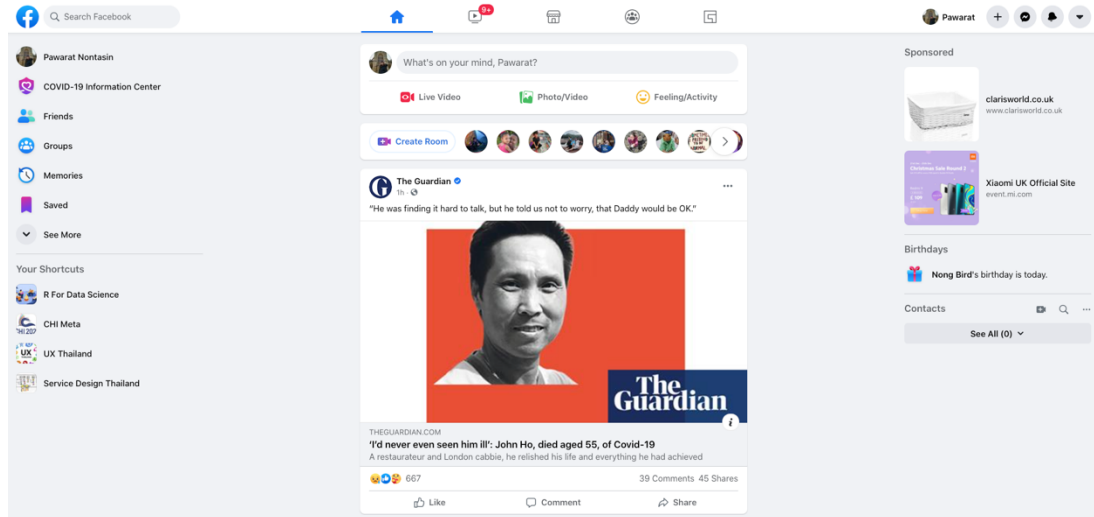 Search Facebook
9+
Pawarat
Pawarat Nontasin
COVID-19 Information Center
Friends
Groups
Memories
Saved
See More
Your Shortcuts
R For Data Science
CHI Meta
UX Thailand
Service Design Thailand
What's on your mind, Pawarat?
Live Video
Photo/Video
Feeling/Activity
Create Room
The Guardian
1h ·
“He was finding it hard to talk, but he told us not to worry, that Daddy would be OK.”
The
Guardian
THEGUARDIAN.COM
‘I’d never even seen him ill’: John Ho, died aged 55, of Covid-19
A restaurateur and London cabbie, he relished his life and everything he had achieved
667
39 Comments 45 Shares
Like
Comment
Share
Sponsored
clarisworld.co.uk
www.clarisworld.co.uk
Christmas Sale Round
Xiaomi UK Official Site
event.mi.com
Birthdays
Nong Bird's birthday is today.
Contacts
See All (0)